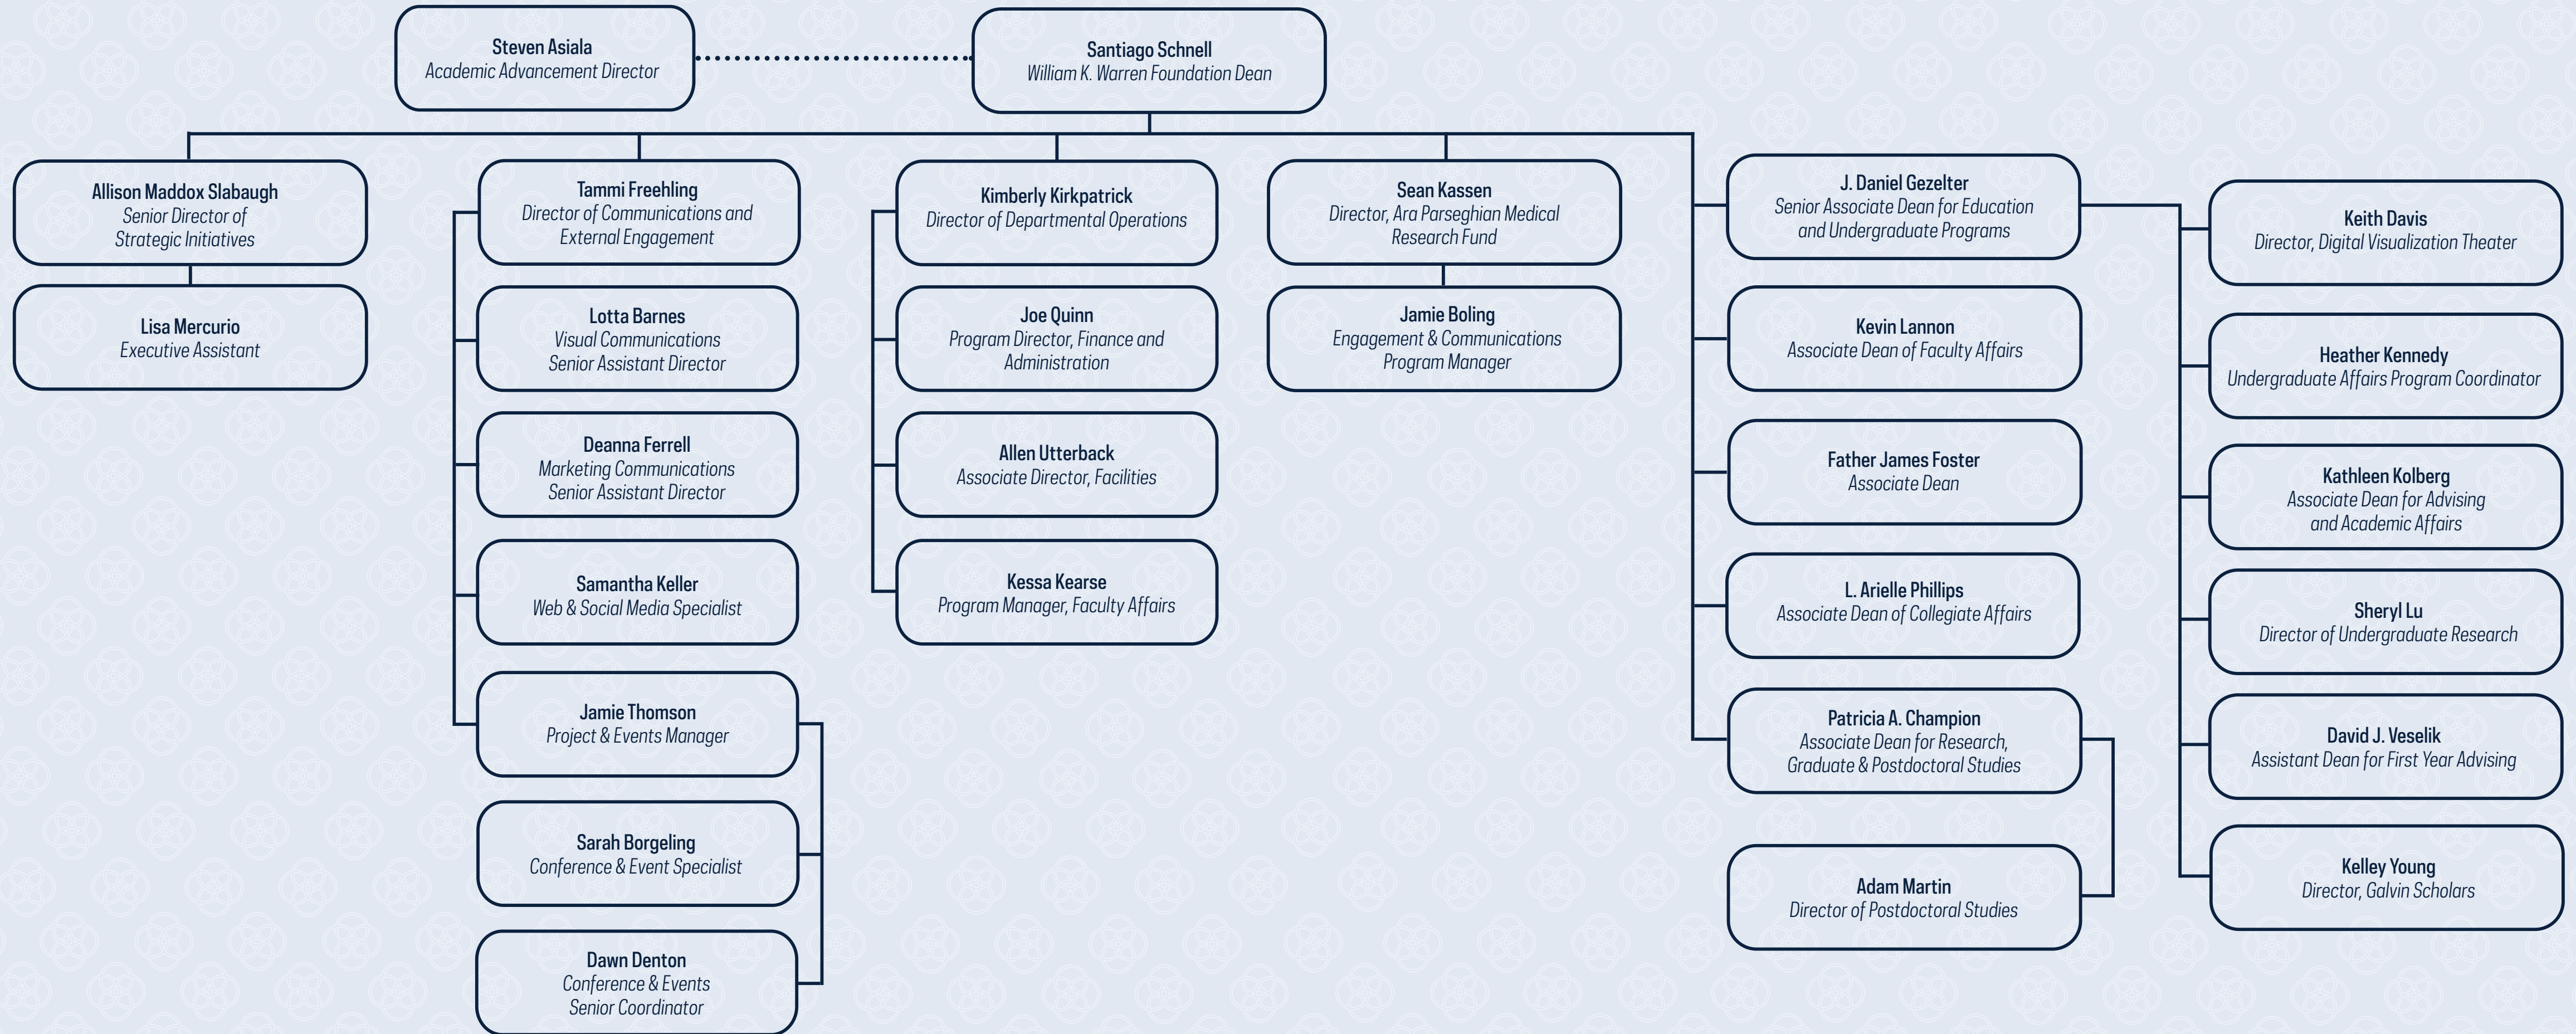 Steven Asiala
Academic Advancement Director
Santiago Schnell
William K. Warren Foundation Dean
Allison Maddox Slabaugh
Senior Director of
Strategic Initiatives
Lisa Mercurio
Executive Assistant
Tammi Freehling
Director of Communications and
External Engagement
Lotta Barnes
Visual Communications
Senior Assistant Director
Deanna Ferrell
Marketing Communications
Senior Assistant Director
Samantha Keller
Web & Social Media Specialist
Jamie Thomson
Project & Events Manager
Sarah Borgeling
Conference & Event Specialist
Dawn Denton
Conference & Events
Senior Coordinator
Kimberly Kirkpatrick
Director of Departmental Operations
Joe Quinn
Program Director, Finance and
Administration
Allen Utterback
Associate Director, Facilities
Kessa Kearse
Program Manager, Faculty Affairs
Sean Kassen
Director, Ara Parseghian Medical
Research Fund
Jamie Boling
Engagement & Communications
Program Manager
J. Daniel Gezelter
Senior Associate Dean for Education
and Undergraduate Programs
Kevin Lannon
Associate Dean of Faculty Affairs
Father James Foster
Associate Dean
L. Arielle Phillips
Associate Dean of Collegiate Affairs
Patricia A. Champion
Associate Dean for Research,
Graduate & Postdoctoral Studies
Adam Martin
Director of Postdoctoral Studies
Keith Davis
Director, Digital Visualization Theater
Heather Kennedy
Undergraduate Affairs Program Coordinator
Kathleen Kolberg
Associate Dean for Advising
and Academic Affairs
Sheryl Lu
Director of Undergraduate Research
David J. Veselik
Assistant Dean for First Year Advising
Kelley Young
Director, Galvin Scholars